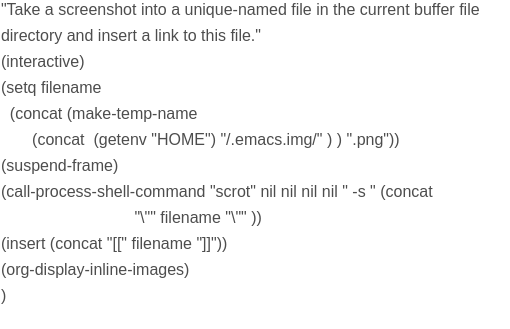 "Take a screenshot into a unique-named file in the current buffer file
directory and insert a link to this file."
(interactive)
(setq filename
(concat (make-temp-name
(concat (getenv "HOME") "/.emacs.img/" ) ) ".png"))
(suspend-frame)
(call-process-shell-command "scrot" nil nil nil nil " -s " (concat
"\"" filename "\"" ))
(insert (concat "[[" filename "]]"))
(org-display-inline-images)
)